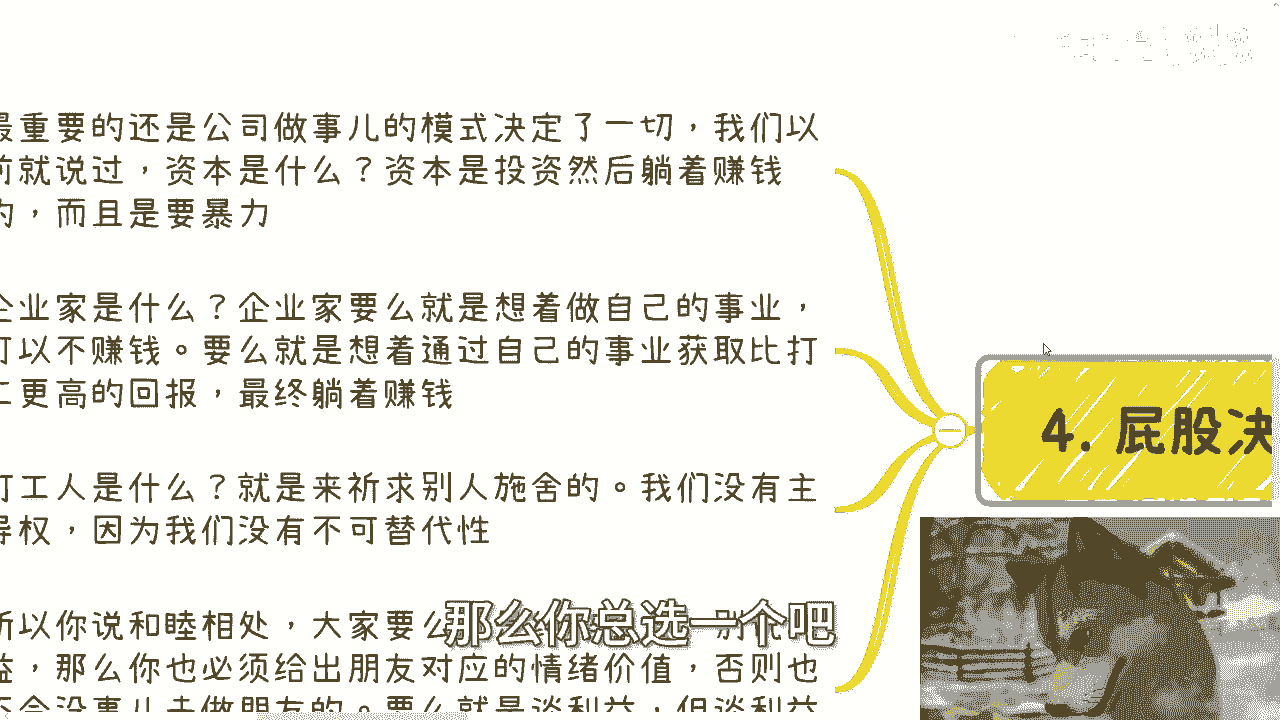 最重要的还是公司做事儿的模式决定了一切，我们以
前就说过，资本是什么？资本是投资然后躺着赚钱
的，而且是要暴力
企业家是什么？企业家要么就是想着做自己的事业，
可以不赚钱。要么就是想着通过自己的事业获取比打
工更高的回报，最终躺着赚钱
打工人是什么？就是来祈求别人施舍的。我们没有主
导权，因为我们没有不可替代性
4. 屁股决
所以你说和睦相处，大家要么
那么你总选一个吧
益，那么你也必须给出朋友对应的情绪价值，否则也
不会没事儿去做朋友的。要么就是谈利益，但谈利益